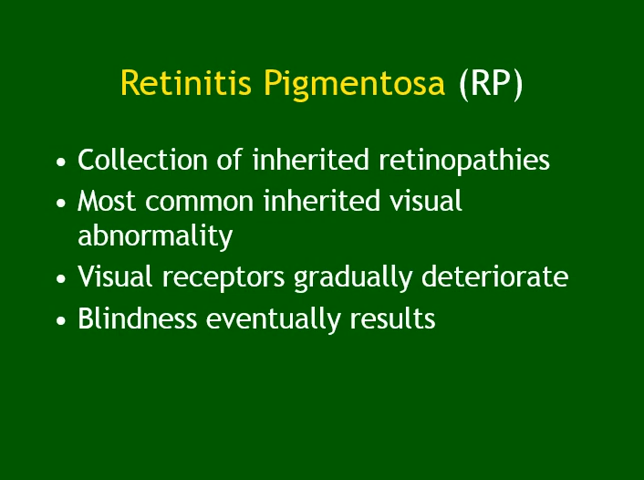 Retinitis Pigmentosa (RP)
• Collection of inherited retinopathies
• Most common inherited visual
abnormality
• Visual receptors gradually deteriorate
• Blindness eventually results